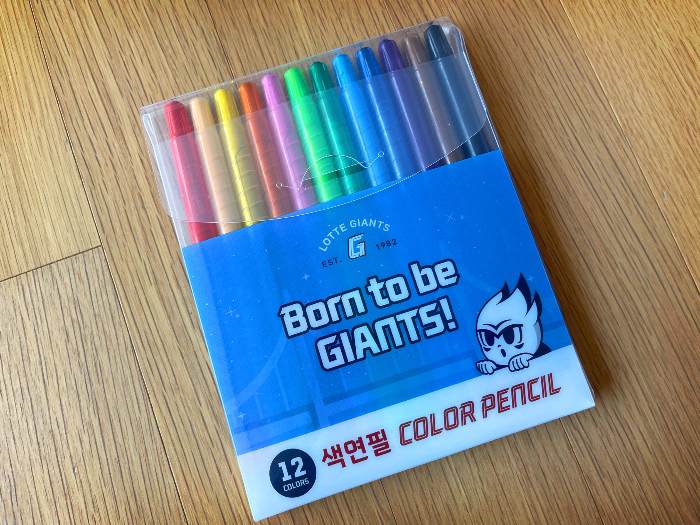 LOTTE GIANTS
EST. G 1982
Born to be
GIANTS!
색연필 COLOR PENCIL
12
COLORS